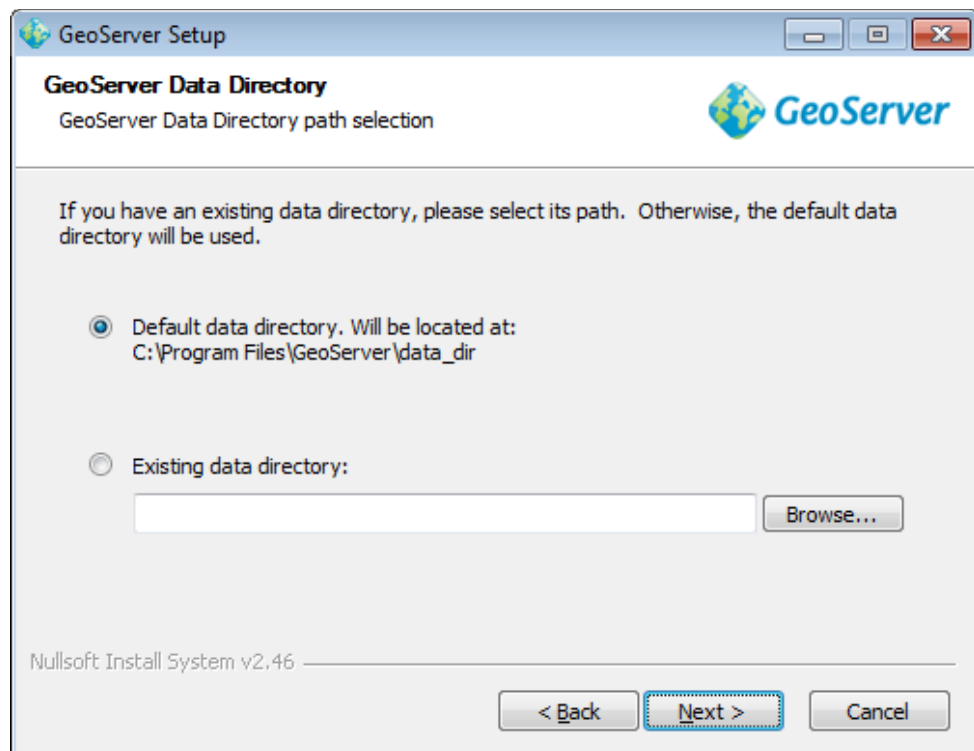 GeoServer Setup
GeoServer Data Directory
GeoServer Data Directory path selection
GeoServer
If you have an existing data directory, please select its path.  Otherwise, the default data
directory will be used.
Default data directory. Will be located at:
C:\Program Files\GeoServer\data_dir
Existing data directory:
Browse...
Nullsoft Install System v2.46
< Back
Next >
Cancel